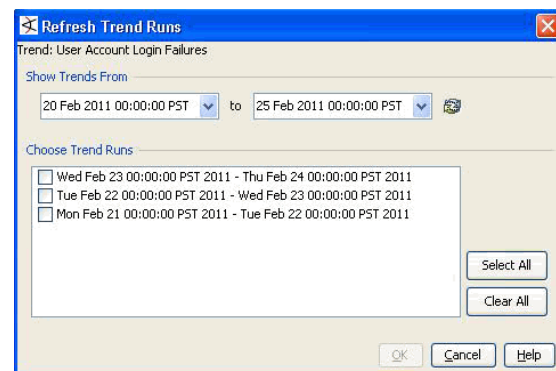 Refresh Trend Runs
Trend: User Account Login Failures
Show Trends From
20 Feb 2011 00:00:00 PST to 25 Feb 2011 00:00:00 PST
Choose Trend Runs
Wed Feb 23 00:00:00 PST 2011 - Thu Feb 24 00:00:00 PST 2011
Tue Feb 22 00:00:00 PST 2011 - Wed Feb 23 00:00:00 PST 2011
Mon Feb 21 00:00:00 PST 2011 - Tue Feb 22 00:00:00 PST 2011
Select All
Clear All
OK Cancel Help